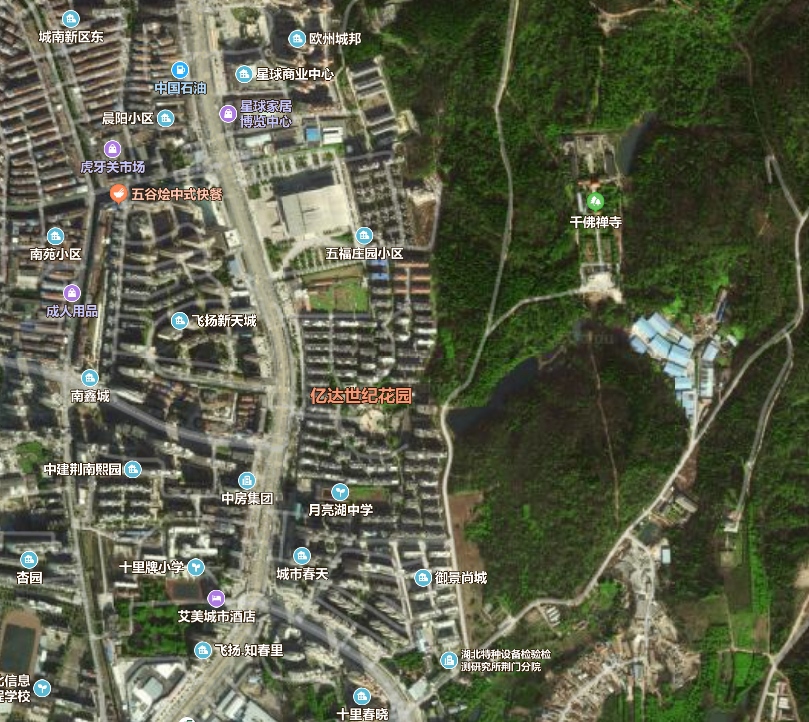 城南新区东
欧州城邦
中国石油
星球商业中心
星球家居
博览中心
晨阳小区
虎牙关市场
五谷烩中式快餐
千佛禅寺
南苑小区
五福庄园小区
成人用品
飞扬新天城
南鑫城
亿达世纪花园
中建荆南熙园
中房集团
月亮湖中学
杏园
十里牌小学
城市春天
御景尚城
艾美城市酒店
飞扬.知春里
湖北特种设备检验检
测研究所荆门分院
信息
学校
十里春晓